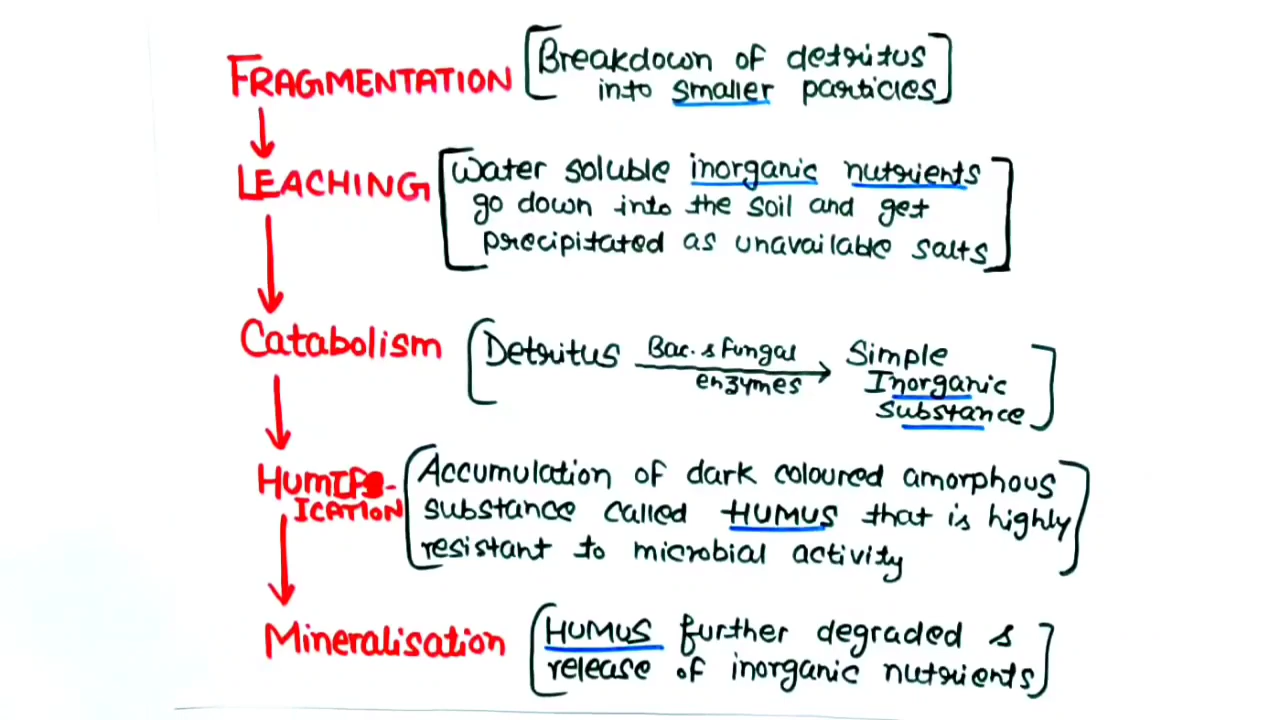 FRAGMENTATION [Breakdown of detritus
into smaller particles]
LEACHING [Water soluble inorganic nutrients
go down into the soil and get
precipitated as unavailable salts]
Catabolism [Detritus Bac. & fungal enzymes → Simple
Inorganic
substance]
HUMIF-
ICATION
[Accumulation of dark coloured amorphous
substance called HUMUS that is highly
resistant to microbial activity]
Mineralisation [HUMUS further degraded &
release of inorganic nutrients]